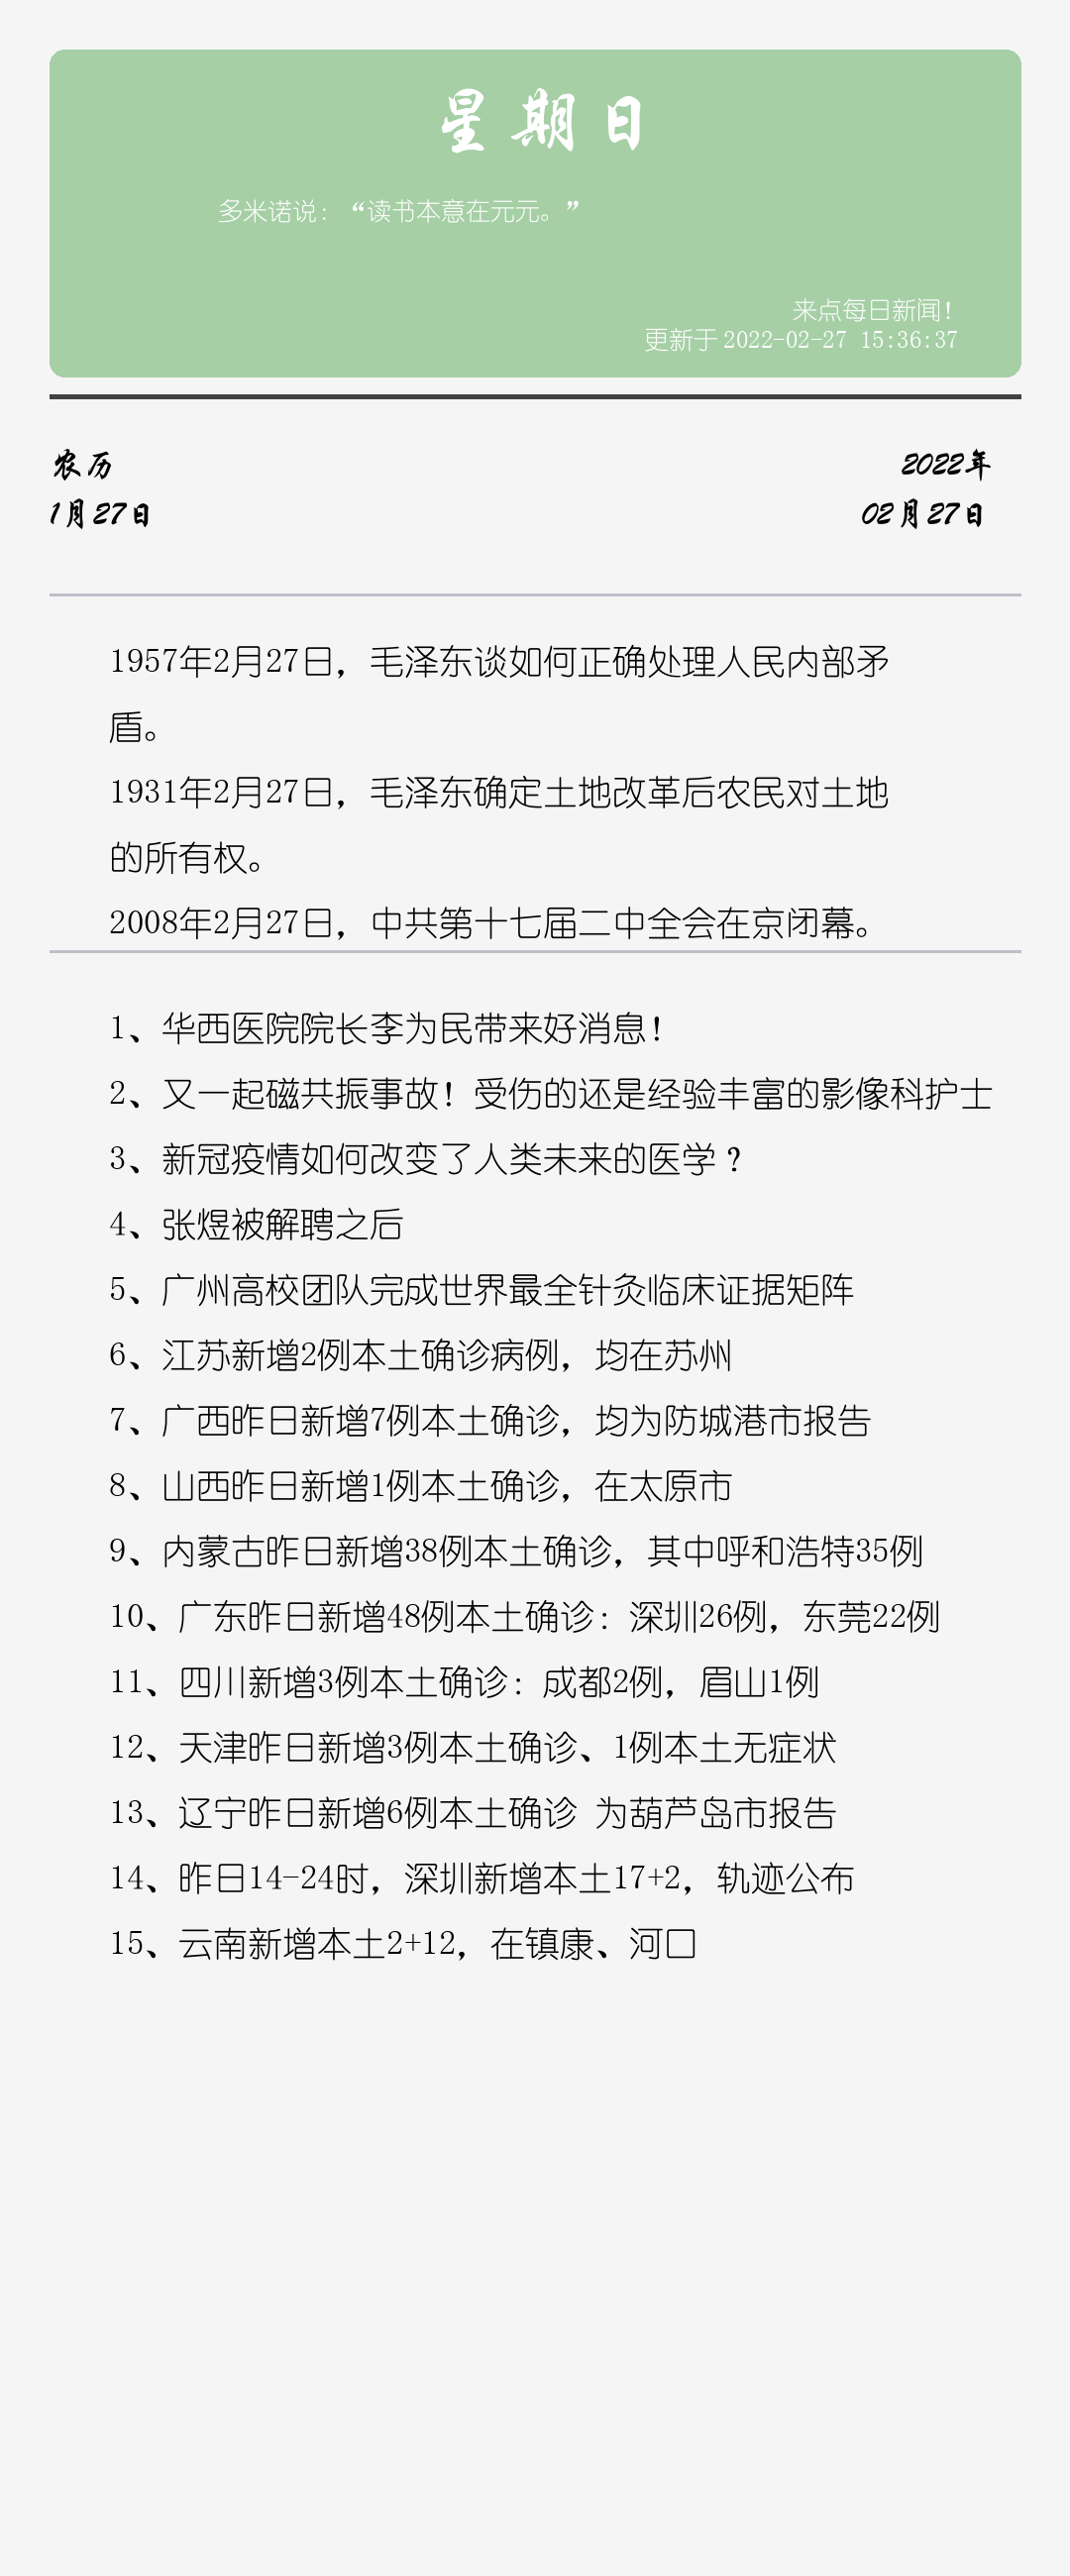 星期日
多米诺说：“读书本意在元元。”
来点每日新闻！
更新于2022-02-27 15:36:37
农历
2022年
1月27日
02月27日
1957年2月27日，毛泽东谈如何正确处理人民内部矛
盾。
1931年2月27日，毛泽东确定土地改革后农民对土地
的所有权。
2008年2月27日，中共第十七届二中全会在京闭幕。
1、华西医院院长李为民带来好消息！
2、又一起磁共振事故！受伤的还是经验丰富的影像科护士
3、新冠疫情如何改变了人类未来的医学？
4、张煜被解聘之后
5、广州高校团队完成世界最全针灸临床证据矩阵
6、江苏新增2例本土确诊病例，均在苏州
7、广西昨日新增7例本土确诊，均为防城港市报告
8、山西昨日新增1例本土确诊，在太原市
9、内蒙古昨日新增38例本土确诊，其中呼和浩特35例
10、广东昨日新增48例本土确诊：深圳26例，东莞22例
11、四川新增3例本土确诊：成都2例，眉山1例
12、天津昨日新增3例本土确诊、1例本土无症状
13、辽宁昨日新增6例本土确诊 为葫芦岛市报告
14、昨日14-24时，深圳新增本土17+2，轨迹公布
15、云南新增本土2+12，在镇康、河口